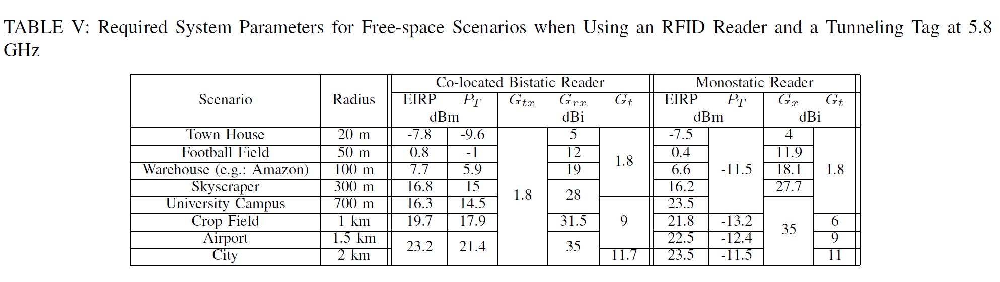 TABLE V: Required System Parameters for Free-space Scenarios when Using an RFID Reader and a Tunneling Tag at 5.8
GHz
Scenario Radius Co-located Bistatic Reader Monostatic Reader
EIRP P_T G_tx G_rx G_t EIRP P_T G_x G_t
dBm dBi dBm dBi
Town House 20 m -7.8 -9.6 5 -7.5 4
Football Field 50 m 0.8 -1 12 0.4 11.9
1.8
Warehouse (e.g.: Amazon) 100 m 7.7 5.9 19 6.6 -11.5 18.1 1.8
Skyscraper 300 m 16.8 15 16.2 27.7
1.8 28
University Campus 700 m 16.3 14.5 23.5
Crop Field 1 km 19.7 17.9 31.5 9 21.8 -13.2 6
35
Airport 1.5 km 22.5 -12.4 9
23.2 21.4 35
City 2 km 11.7 23.5 -11.5 11